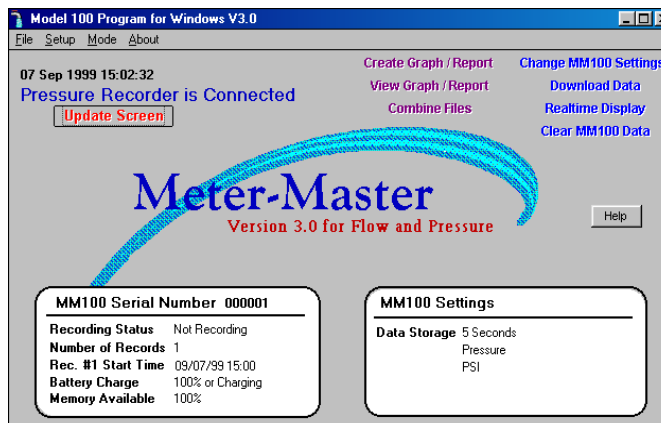 Model 100 Program for Windows V3.0
File Setup Mode About
07 Sep 1999 15:02:32
Pressure Recorder is Connected
Update Screen
Create Graph / Report
View Graph / Report
Combine Files
Change MM100 Settings
Download Data
Realtime Display
Clear MM100 Data
Meter-Master
Version 3.0 for Flow and Pressure
Help
MM100 Serial Number 000001
Recording Status Not Recording
Number of Records 1
Rec. #1 Start Time 09/07/99 15:00
Battery Charge 100% or Charging
Memory Available 100%
MM100 Settings
Data Storage 5 Seconds
Pressure
PSI